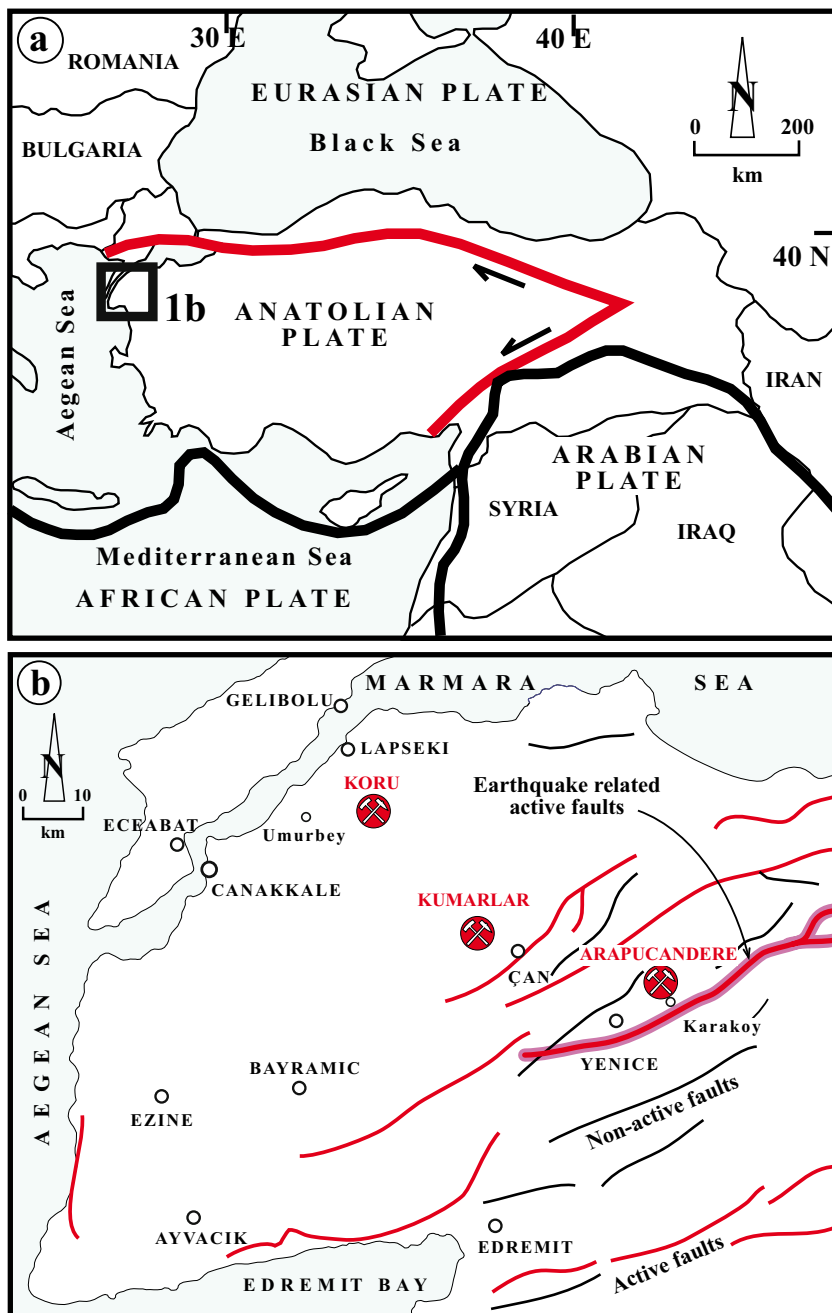 a
30 E
40 E
ROMANIA
EURASIAN PLATE
Black Sea
N
0 200
km
BULGARIA
40 N
1b
ANATOLIAN
PLATE
Aegean Sea
IRAN
ARABIAN
PLATE
SYRIA
IRAQ
Mediterranean Sea
AFRICAN PLATE
b
MARMARA SEA
GELIBOLU
LAPSEKI
N
0 10
km
KORU
Earthquake related
active faults
ECEABAT
Umurbey
CANAKKALE
KUMARLAR
ÇAN
ARAPUCANDERE
Karakoy
YENICE
AEGEAN SEA
BAYRAMIC
EZINE
Non-active faults
AYVACIK
EDREMIT
Active faults
EDREMIT BAY